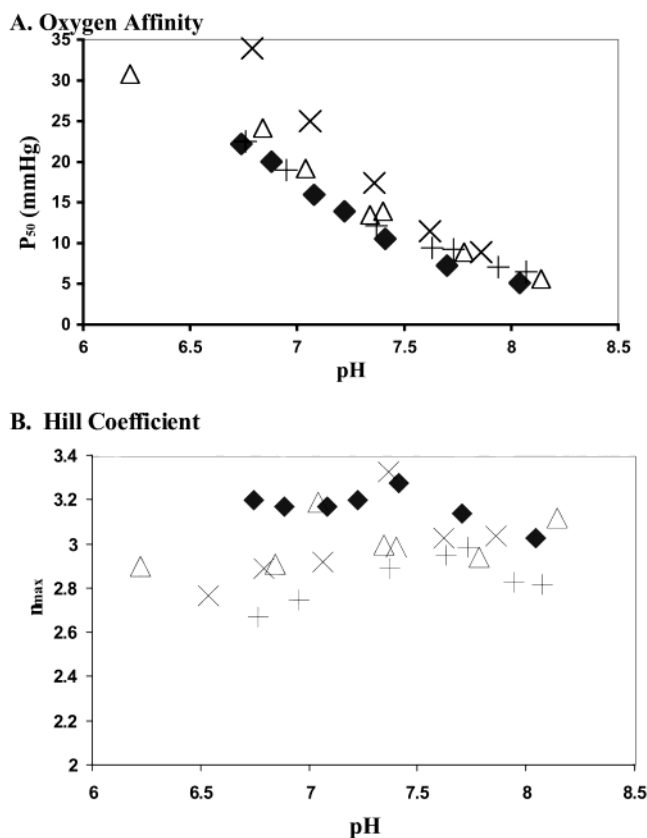 A. Oxygen Affinity
35
30
25
20
15
10
5
0
P₅₀ (mmHg)
6 6.5 7 7.5 8 8.5
pH
B. Hill Coefficient
3.4
3.2
3
2.8
2.6
2.4
2.2
2
nmax
6 6.5 7 7.5 8 8.5
pH